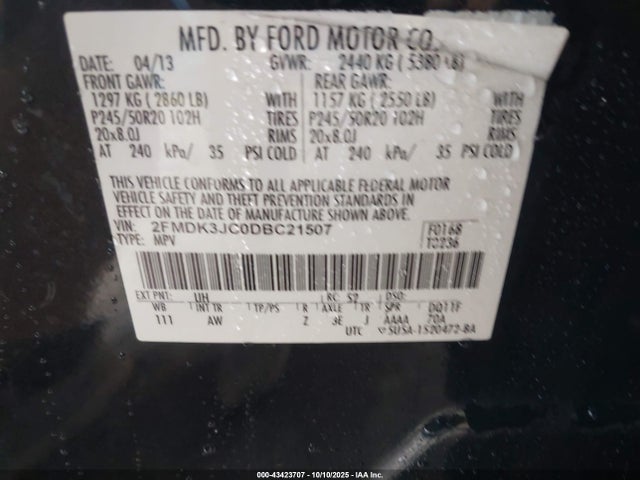 MFD. BY FORD MOTOR CO.
DATE: 04/13 GVWR: 2440 KG ( 5380 LB)
FRONT GAWR: REAR GAWR:
1297 KG ( 2860 LB) WITH 1157 KG ( 2550 LB) WITH
P245/50R20 102H TIRES P245/50R20 102H TIRES
20x8.0J RIMS 20x8.0J RIMS
AT 240 kPa/ 35 PSI COLD AT 240 kPa/ 35 PSI COLD
THIS VEHICLE CONFORMS TO ALL APPLICABLE FEDERAL MOTOR
VEHICLE SAFETY AND THEFT PREVENTION STANDARDS IN
EFFECT ON THE DATE OF MANUFACTURE SHOWN ABOVE.
VIN: 2FMDK3JC0DBC21507 F0168
TYPE: MPV T0236
EXT PNT: UH RC: 52 DSO:
WB INT TR TP/PS R AXLE TR SPR DQ11F
111 AW Z 3E J AAAA 70A
UTC 5U5A-1520472-BA
000-43423707 - 10/10/2025 - IAA Inc.